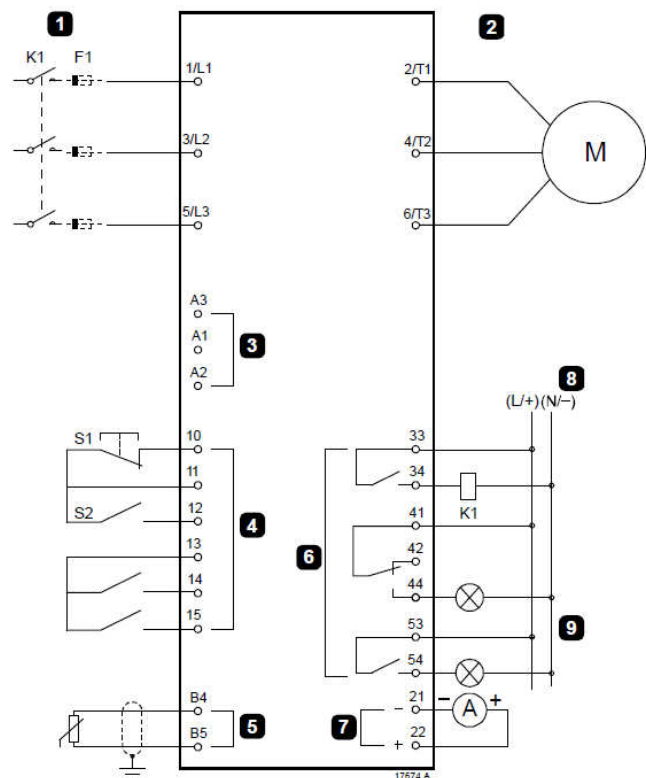 1
2
K1 F1
1/L1
2/T1
3/L2
4/T2
M
5/L3
6/T3
A3
A1
3
A2
8
(L/+) (N/−)
S1
10
33
11
34
S2
12
K1
4
41
13
6
42
14
44
15
53
9
54
B4
21
− A +
5
7
−
B5
22
+
17674.A